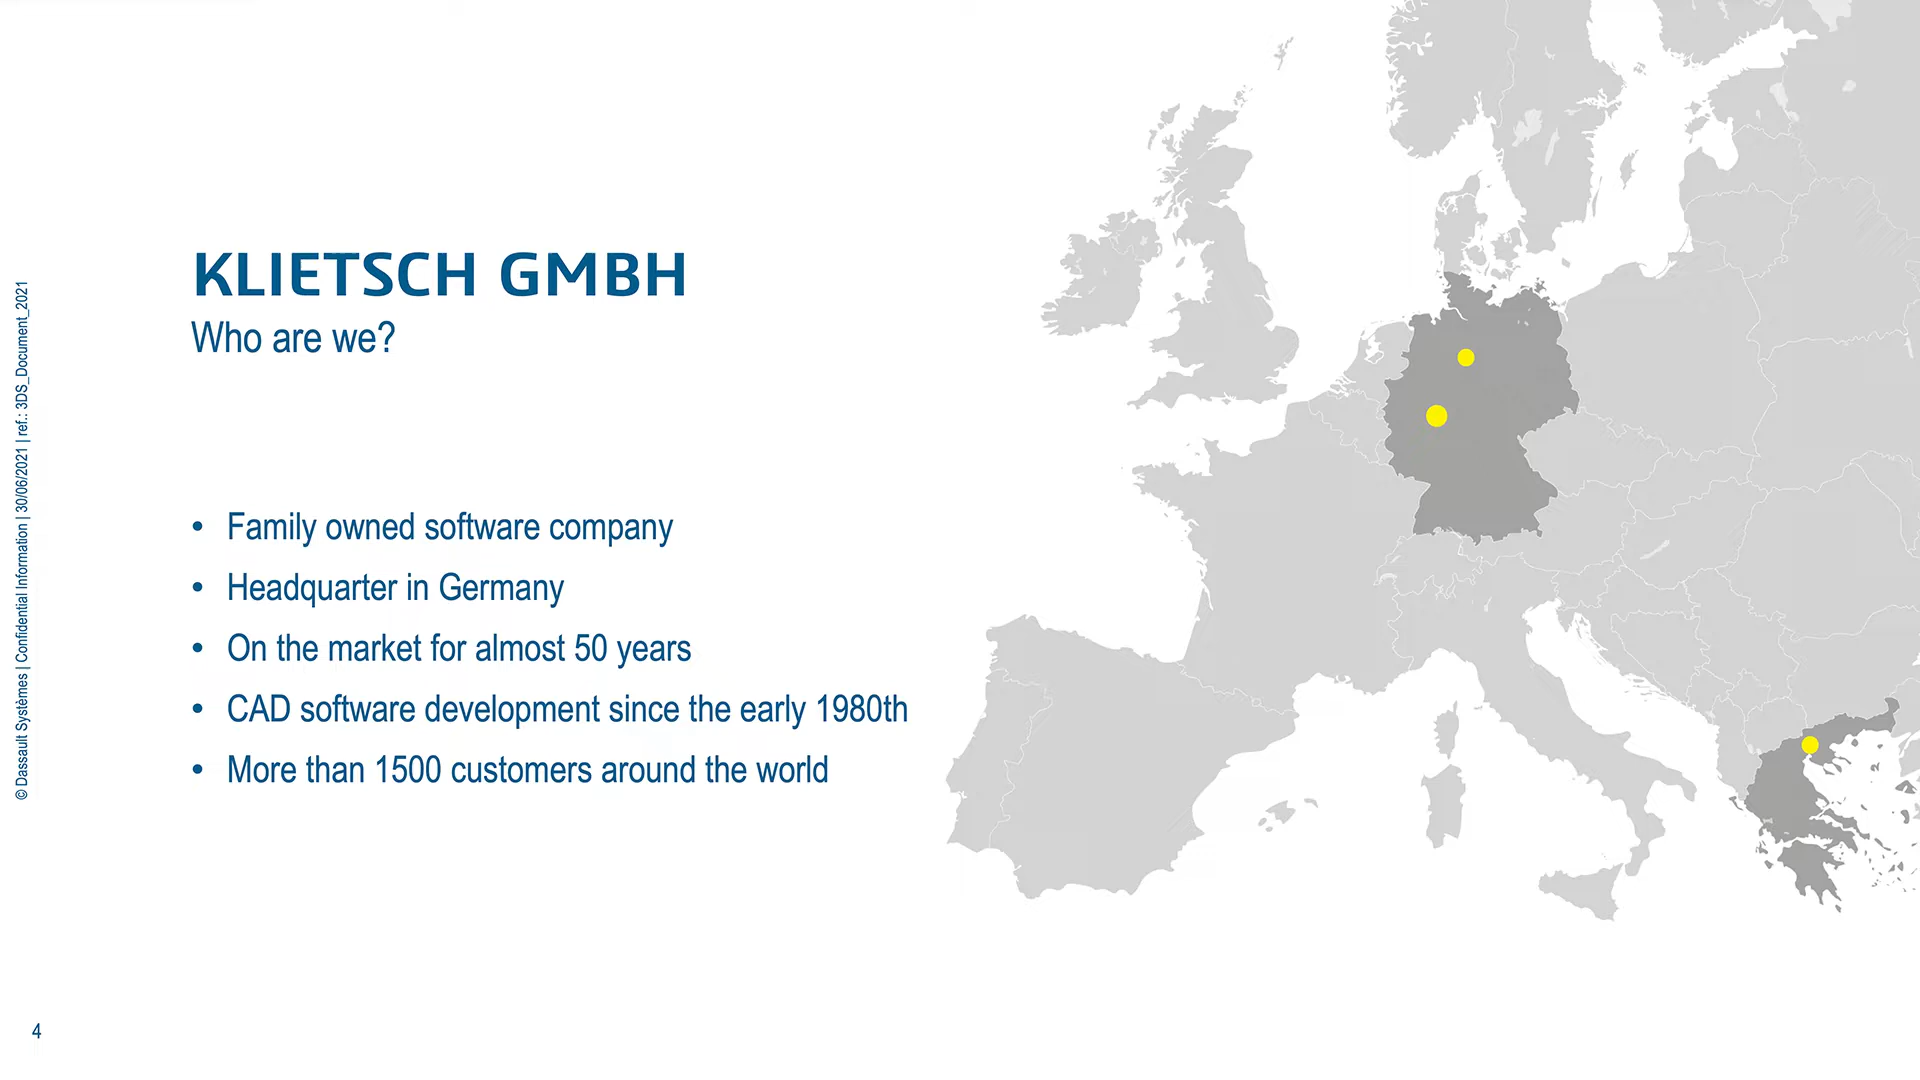 KLIETSCH GMBH
Who are we?
• Family owned software company
• Headquarter in Germany
• On the market for almost 50 years
• CAD software development since the early 1980th
• More than 1500 customers around the world
© Dassault Systèmes | Confidential Information | 30/06/2021 | ref.: 3DS_Document_2021
4